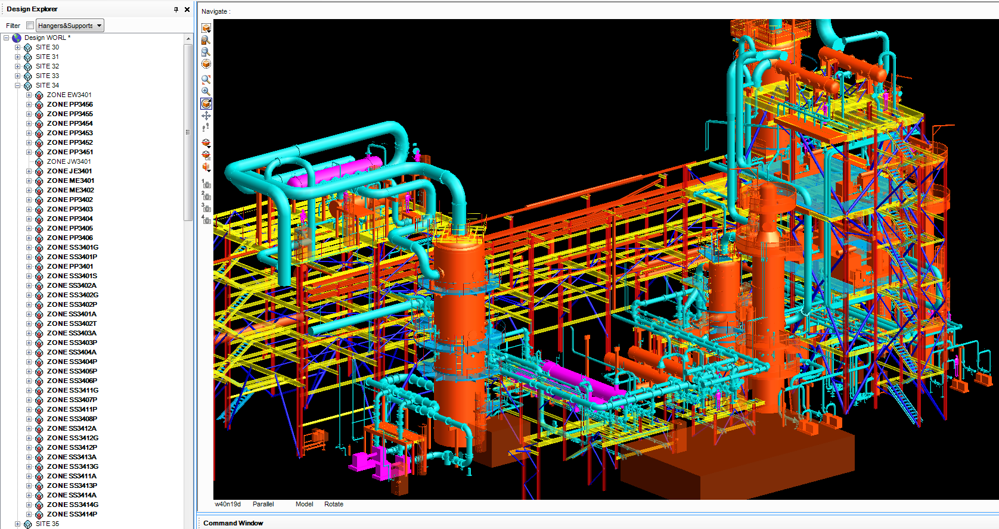 Design Explorer
Filter Hangers&Supports
Design WORL *
SITE 30
SITE 31
SITE 32
SITE 33
SITE 34
ZONE EW3401
ZONE PP3456
ZONE PP3455
ZONE PP3454
ZONE PP3453
ZONE PP3452
ZONE PP3451
ZONE JW3401
ZONE JE3401
ZONE ME3401
ZONE ME3402
ZONE PP3402
ZONE PP3403
ZONE PP3404
ZONE PP3405
ZONE PP3406
ZONE SS3401G
ZONE SS3401P
ZONE PP3401
ZONE SS3401S
ZONE SS3402A
ZONE SS3402G
ZONE SS3402P
ZONE SS3401A
ZONE SS3402T
ZONE SS3403A
ZONE SS3403P
ZONE SS3404A
ZONE SS3404P
ZONE SS3405P
ZONE SS3406P
ZONE SS3411G
ZONE SS3407P
ZONE SS3411P
ZONE SS3408P
ZONE SS3412A
ZONE SS3412G
ZONE SS3412P
ZONE SS3413A
ZONE SS3413G
ZONE SS3411A
ZONE SS3413P
ZONE SS3414A
ZONE SS3414G
ZONE SS3414P
SITE 35
Navigate :
CE
1
2
3
4
w40n19d Parallel Model Rotate
Command Window